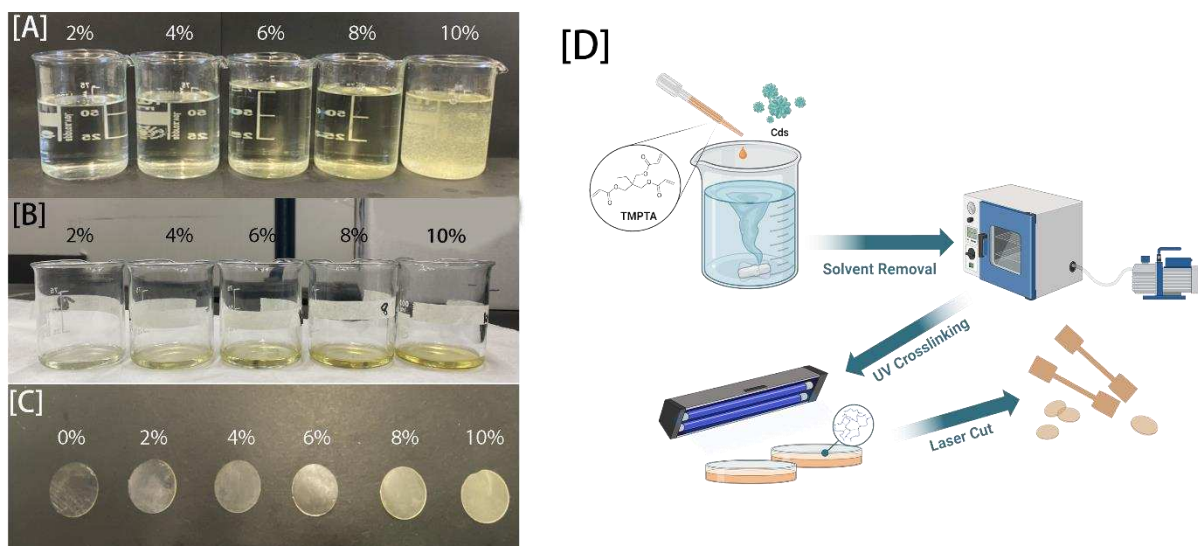 [A]
2% 4% 6% 8% 10%
[B]
2% 4% 6% 8% 10%
8
[C]
0% 2% 4% 6% 8% 10%
[D]
Cds
TMPTA
Solvent Removal
UV Crosslinking
Laser Cut